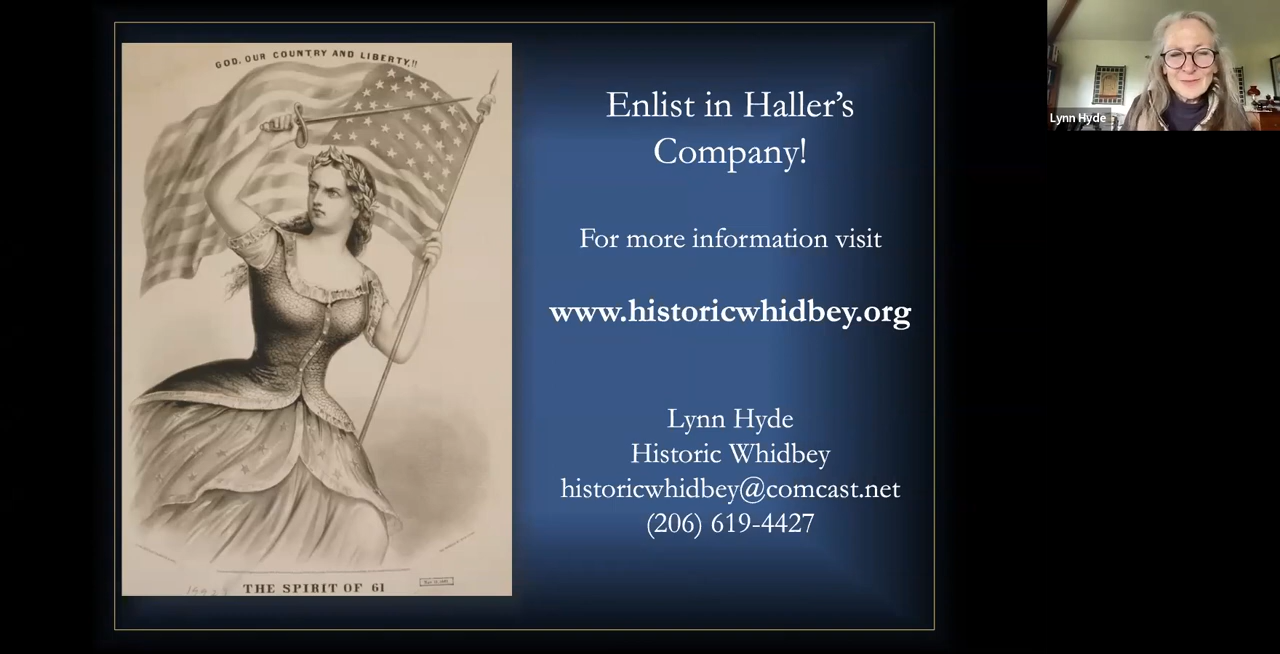 GOD, OUR COUNTRY AND LIBERTY,!!
THE SPIRIT OF 61
Enlist in Haller's
Company!
For more information visit
www.historicwhidbey.org
Lynn Hyde
Historic Whidbey
historicwhidbey@comcast.net
(206) 619-4427
Lynn Hyde